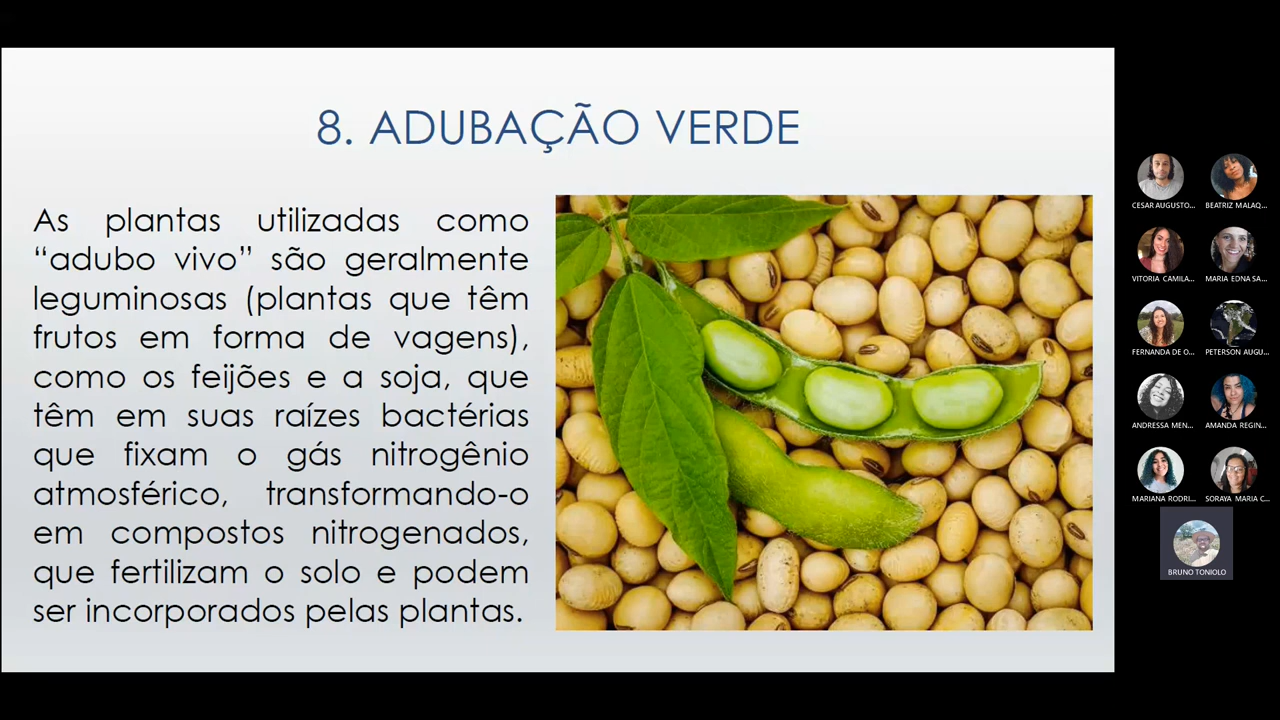 8. ADUBAÇÃO VERDE
As plantas utilizadas como
“adubo vivo” são geralmente
leguminosas (plantas que têm
frutos em forma de vagens),
como os feijões e a soja, que
têm em suas raízes bactérias
que fixam o gás nitrogênio
atmosférico, transformando-o
em compostos nitrogenados,
que fertilizam o solo e podem
ser incorporados pelas plantas.
CESAR AUGUSTO...
BEATRIZ MALAQ...
VITORIA CAMILA...
MARIA EDNA SA...
FERNANDA DE O...
PETERSON AUGU...
ANDRESSA MEN...
AMANDA REGIN...
MARIANA RODRI...
SORAYA MARIA C...
BRUNO TONIOLO